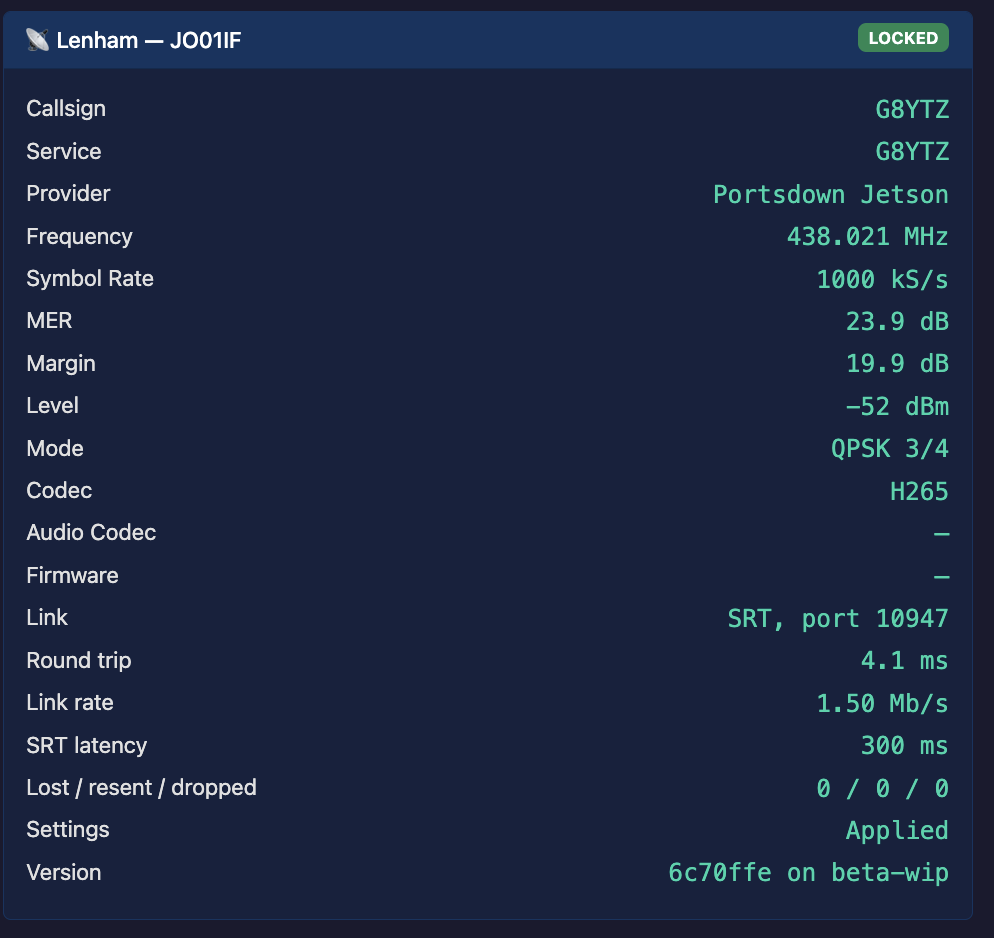 Lenham — JO01IF LOCKED
Callsign G8YTZ
Service G8YTZ
Provider Portsdown Jetson
Frequency 438.021 MHz
Symbol Rate 1000 kS/s
MER 23.9 dB
Margin 19.9 dB
Level −52 dBm
Mode QPSK 3/4
Codec H265
Audio Codec —
Firmware —
Link SRT, port 10947
Round trip 4.1 ms
Link rate 1.50 Mb/s
SRT latency 300 ms
Lost / resent / dropped 0 / 0 / 0
Settings Applied
Version 6c70ffe on beta-wip